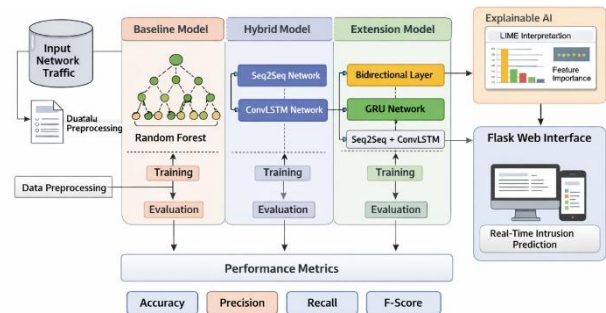 Baseline Model
Hybrid Model
Extension Model
Explainable AI
Input
Network
Traffic
LIME Interpretation
Feature
Importance
Seq2Seq Network
Bidirectional Layer
ConvLSTM Network
GRU Network
Duatalu
Preprocessing
Random Forest
Seq2Seq + ConvLSTM
Flask Web Interface
Training
Training
Training
Data Preprocessing
Evaluation
Evaluation
Evaluation
Real-Time Intrusion
Prediction
Performance Metrics
Accuracy
Precision
Recall
F-Score